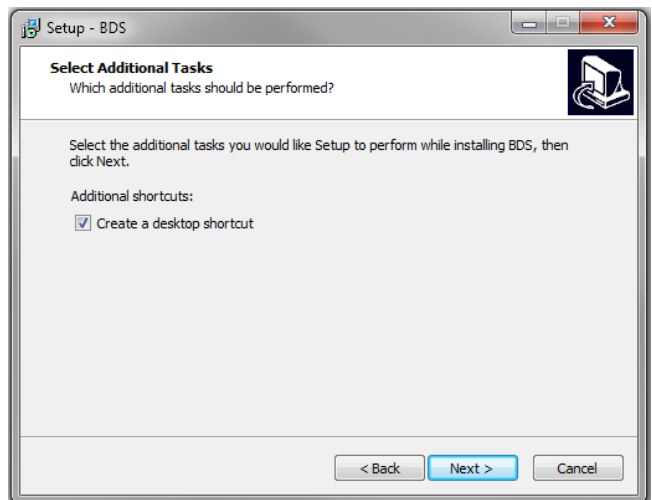 Setup - BDS
Select Additional Tasks
Which additional tasks should be performed?
Select the additional tasks you would like Setup to perform while installing BDS, then
click Next.
Additional shortcuts:
Create a desktop shortcut
< Back
Next >
Cancel